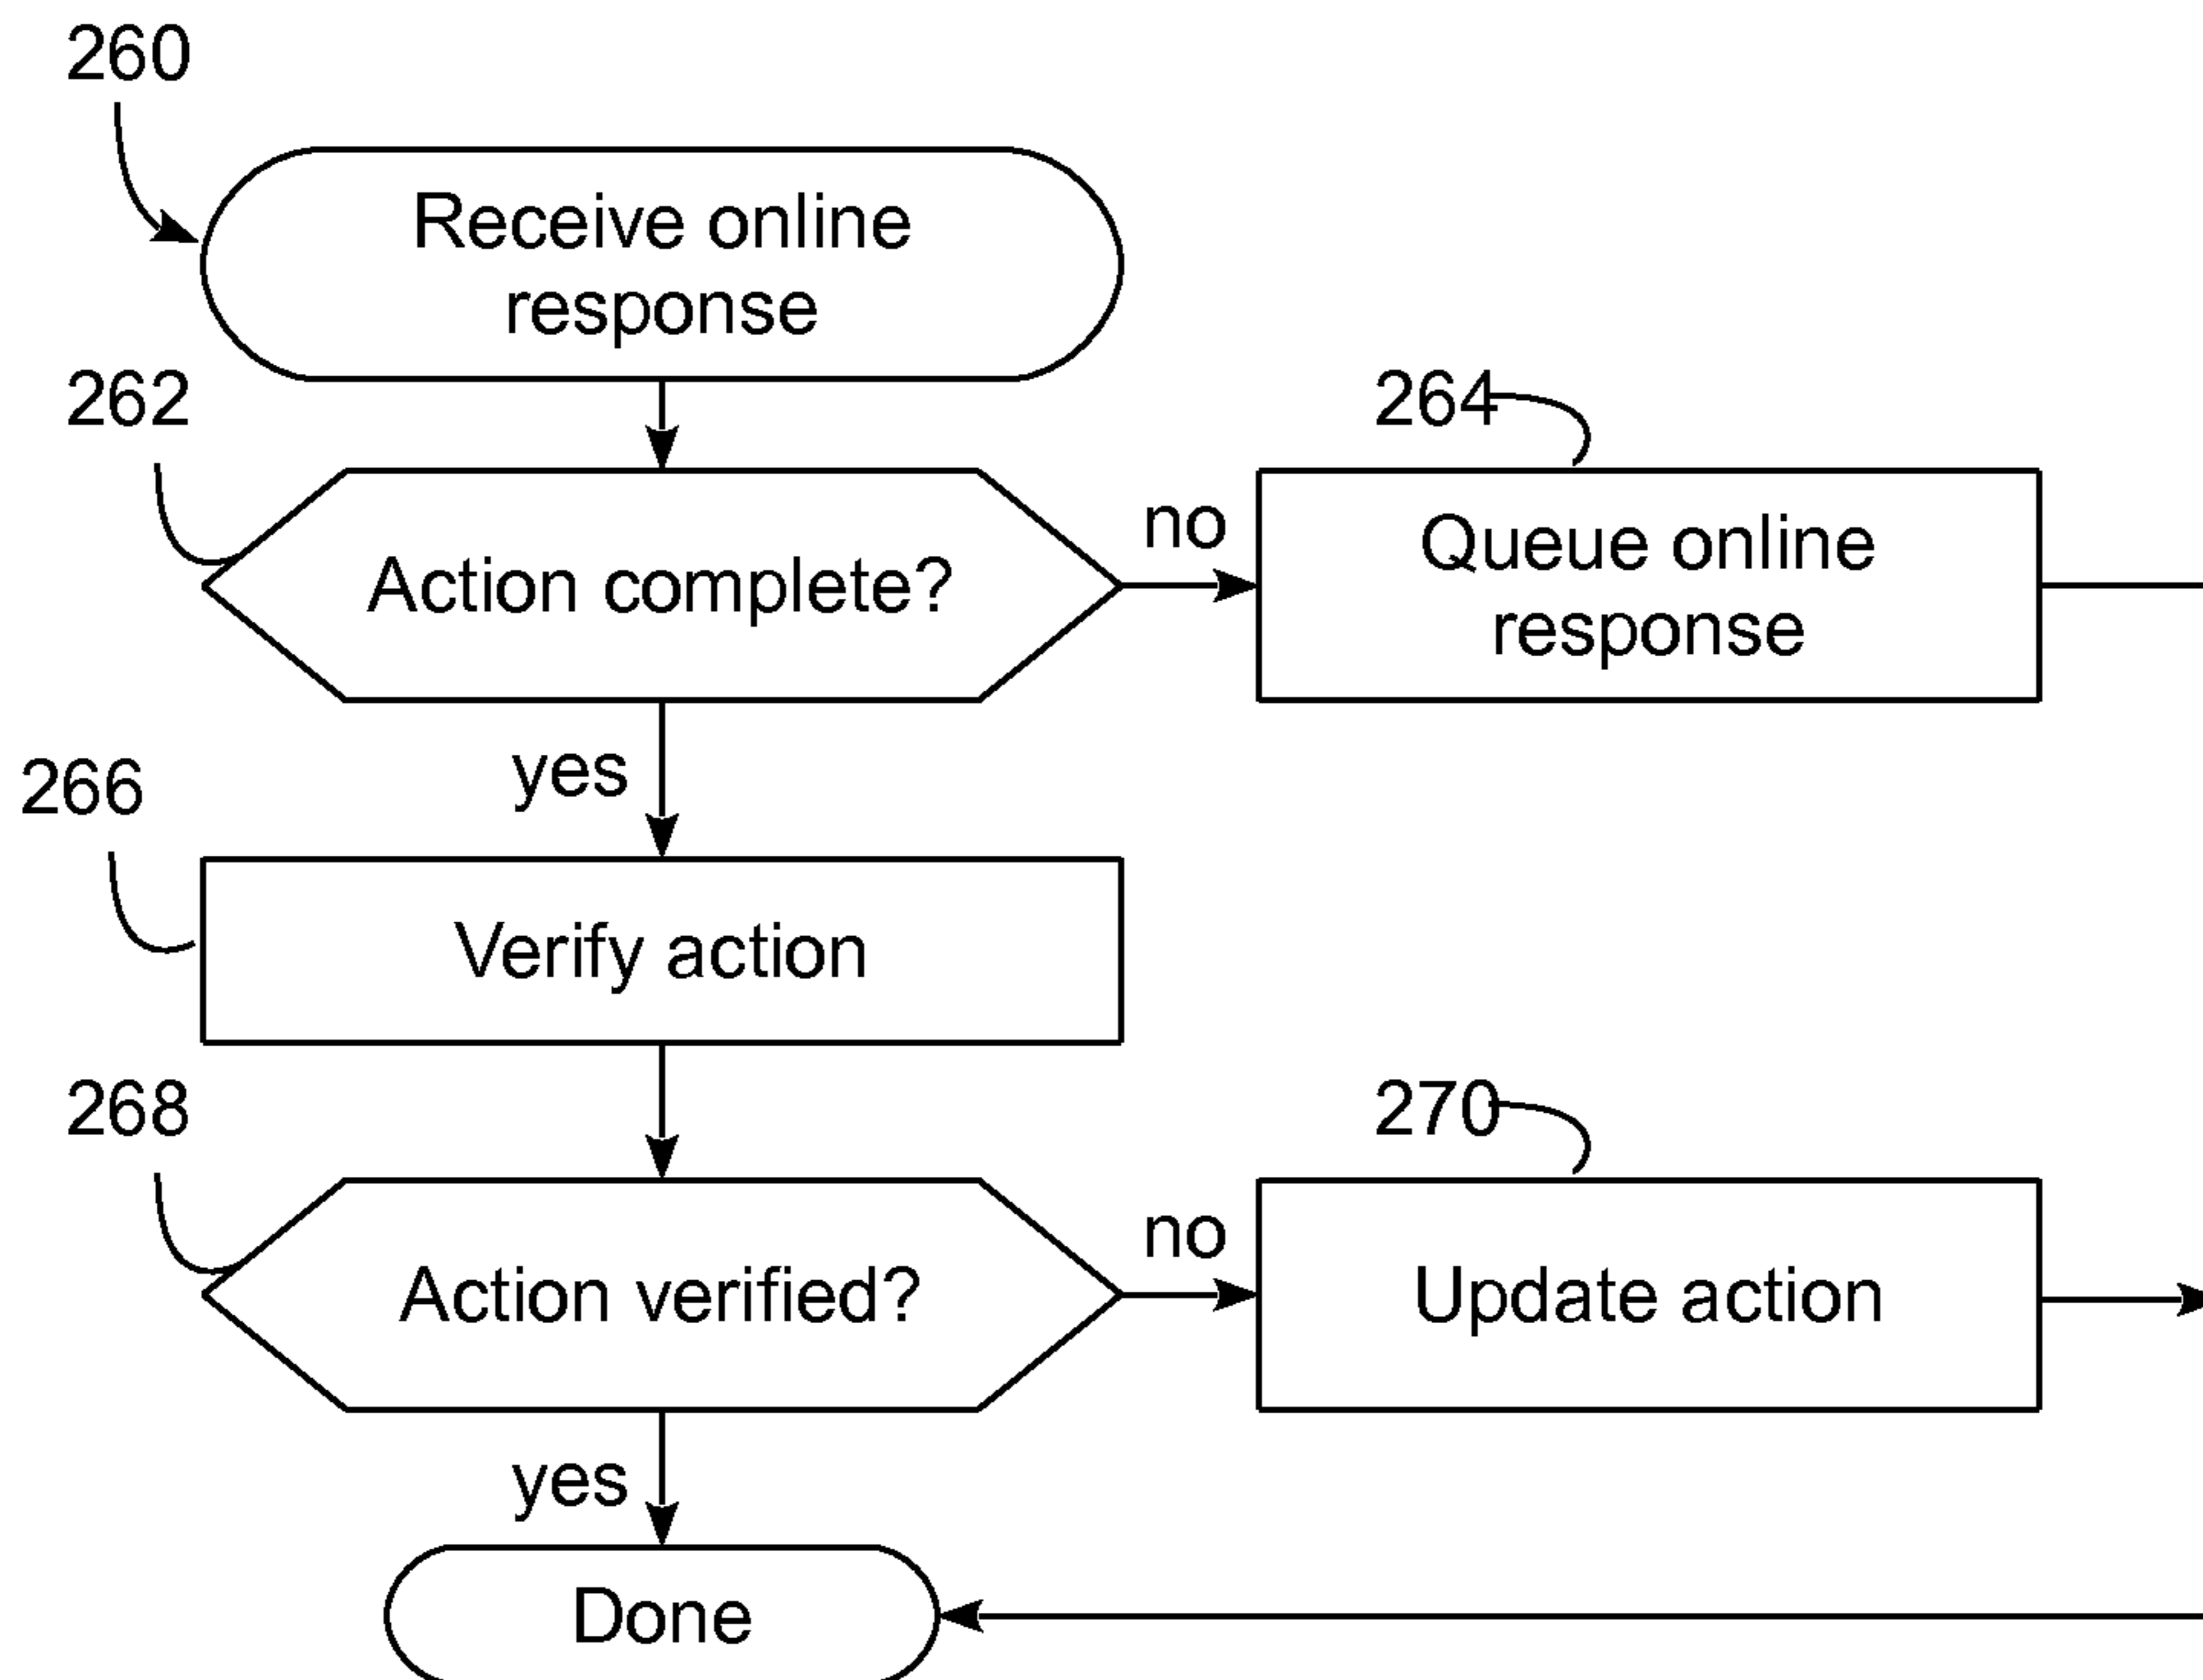 260
Receive online
response
262
264
Action complete?
no
Queue online
response
yes
266
Verify action
268
270
Action verified?
no
Update action
yes
Done